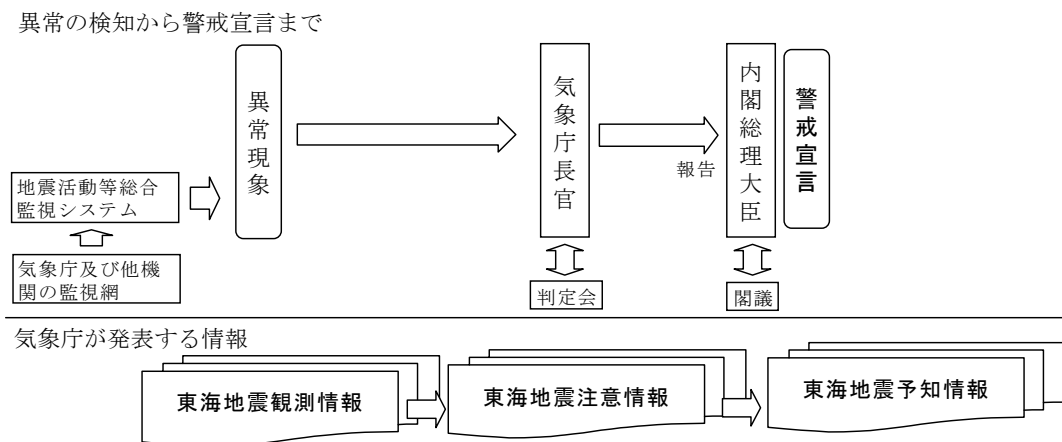 異常の検知から警戒宣言まで
異常現象
気象庁長官
報告
内閣総理大臣
警戒宣言
地震活動等総合
監視システム
気象庁及び他機
関の監視網
判定会
閣議
気象庁が発表する情報
東海地震観測情報
東海地震注意情報
東海地震予知情報